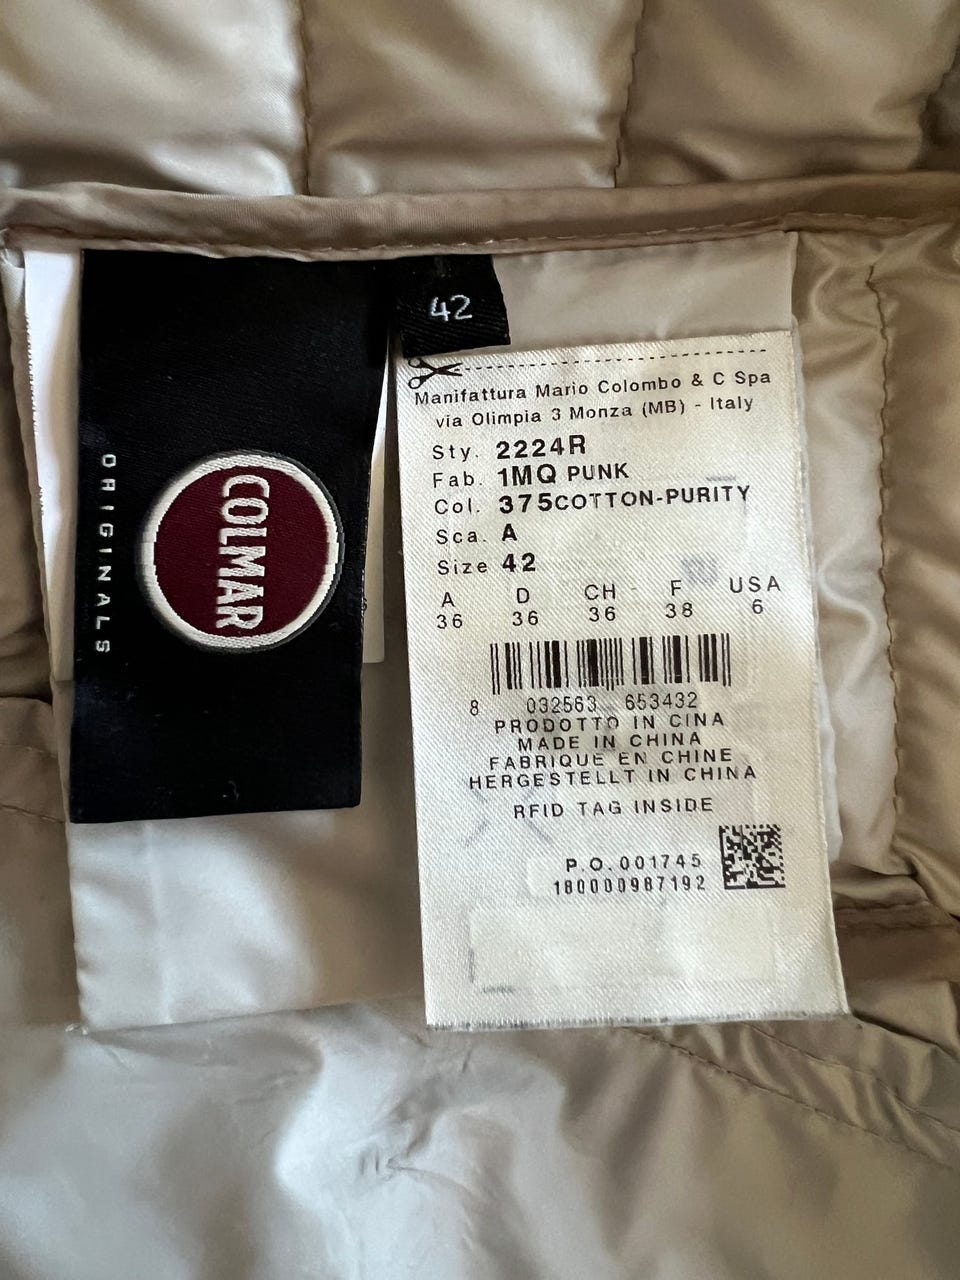 ORIGINALS
COLMAR
42
Manifattura Mario Colombo & C Spa
via Olimpia 3 Monza (MB) - Italy
Sty. 2224R
Fab. 1MQ PUNK
Col. 375COTTON-PURITY
Sca. A
Size 42
A D CH - F USA
36 36 36 38 6
8 032563 653432
PRODOTTO IN CINA
MADE IN CHINA
FABRIQUE EN CHINE
HERGESTELLT IN CHINA
RFID TAG INSIDE
P.O.001745
180000987192